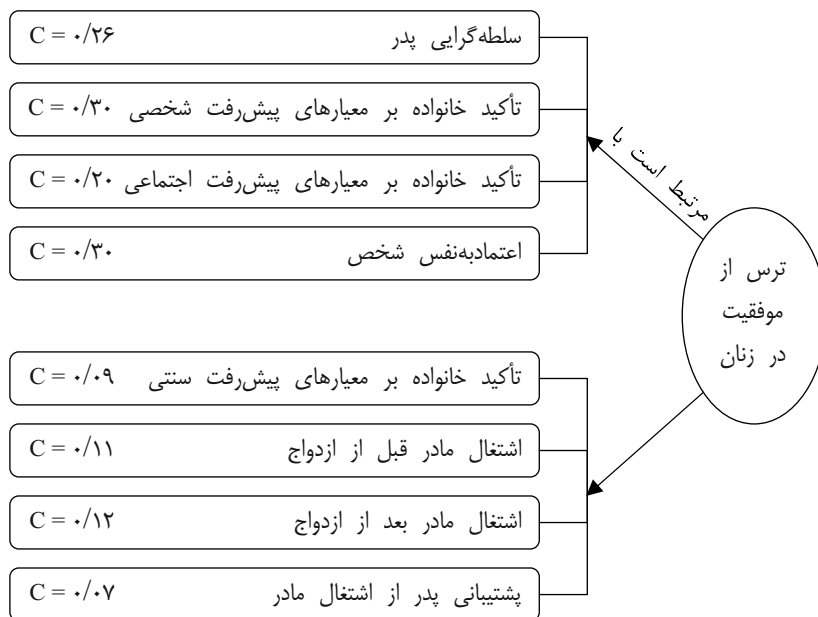 سلطه‌گرایی پدر C = ۰/۲۶
تأکید خانواده بر معیارهای پیش‌رفت شخصی C = ۰/۳۰
تأکید خانواده بر معیارهای پیش‌رفت اجتماعی C = ۰/۲۰
اعتمادبه‌نفس شخص C = ۰/۳۰
مرتبط است با
ترس از
موفقیت
در زنان
تأکید خانواده بر معیارهای پیش‌رفت سنتی C = ۰/۰۹
اشتغال مادر قبل از ازدواج C = ۰/۱۱
اشتغال مادر بعد از ازدواج C = ۰/۱۲
پشتیبانی پدر از اشتغال مادر C = ۰/۰۷